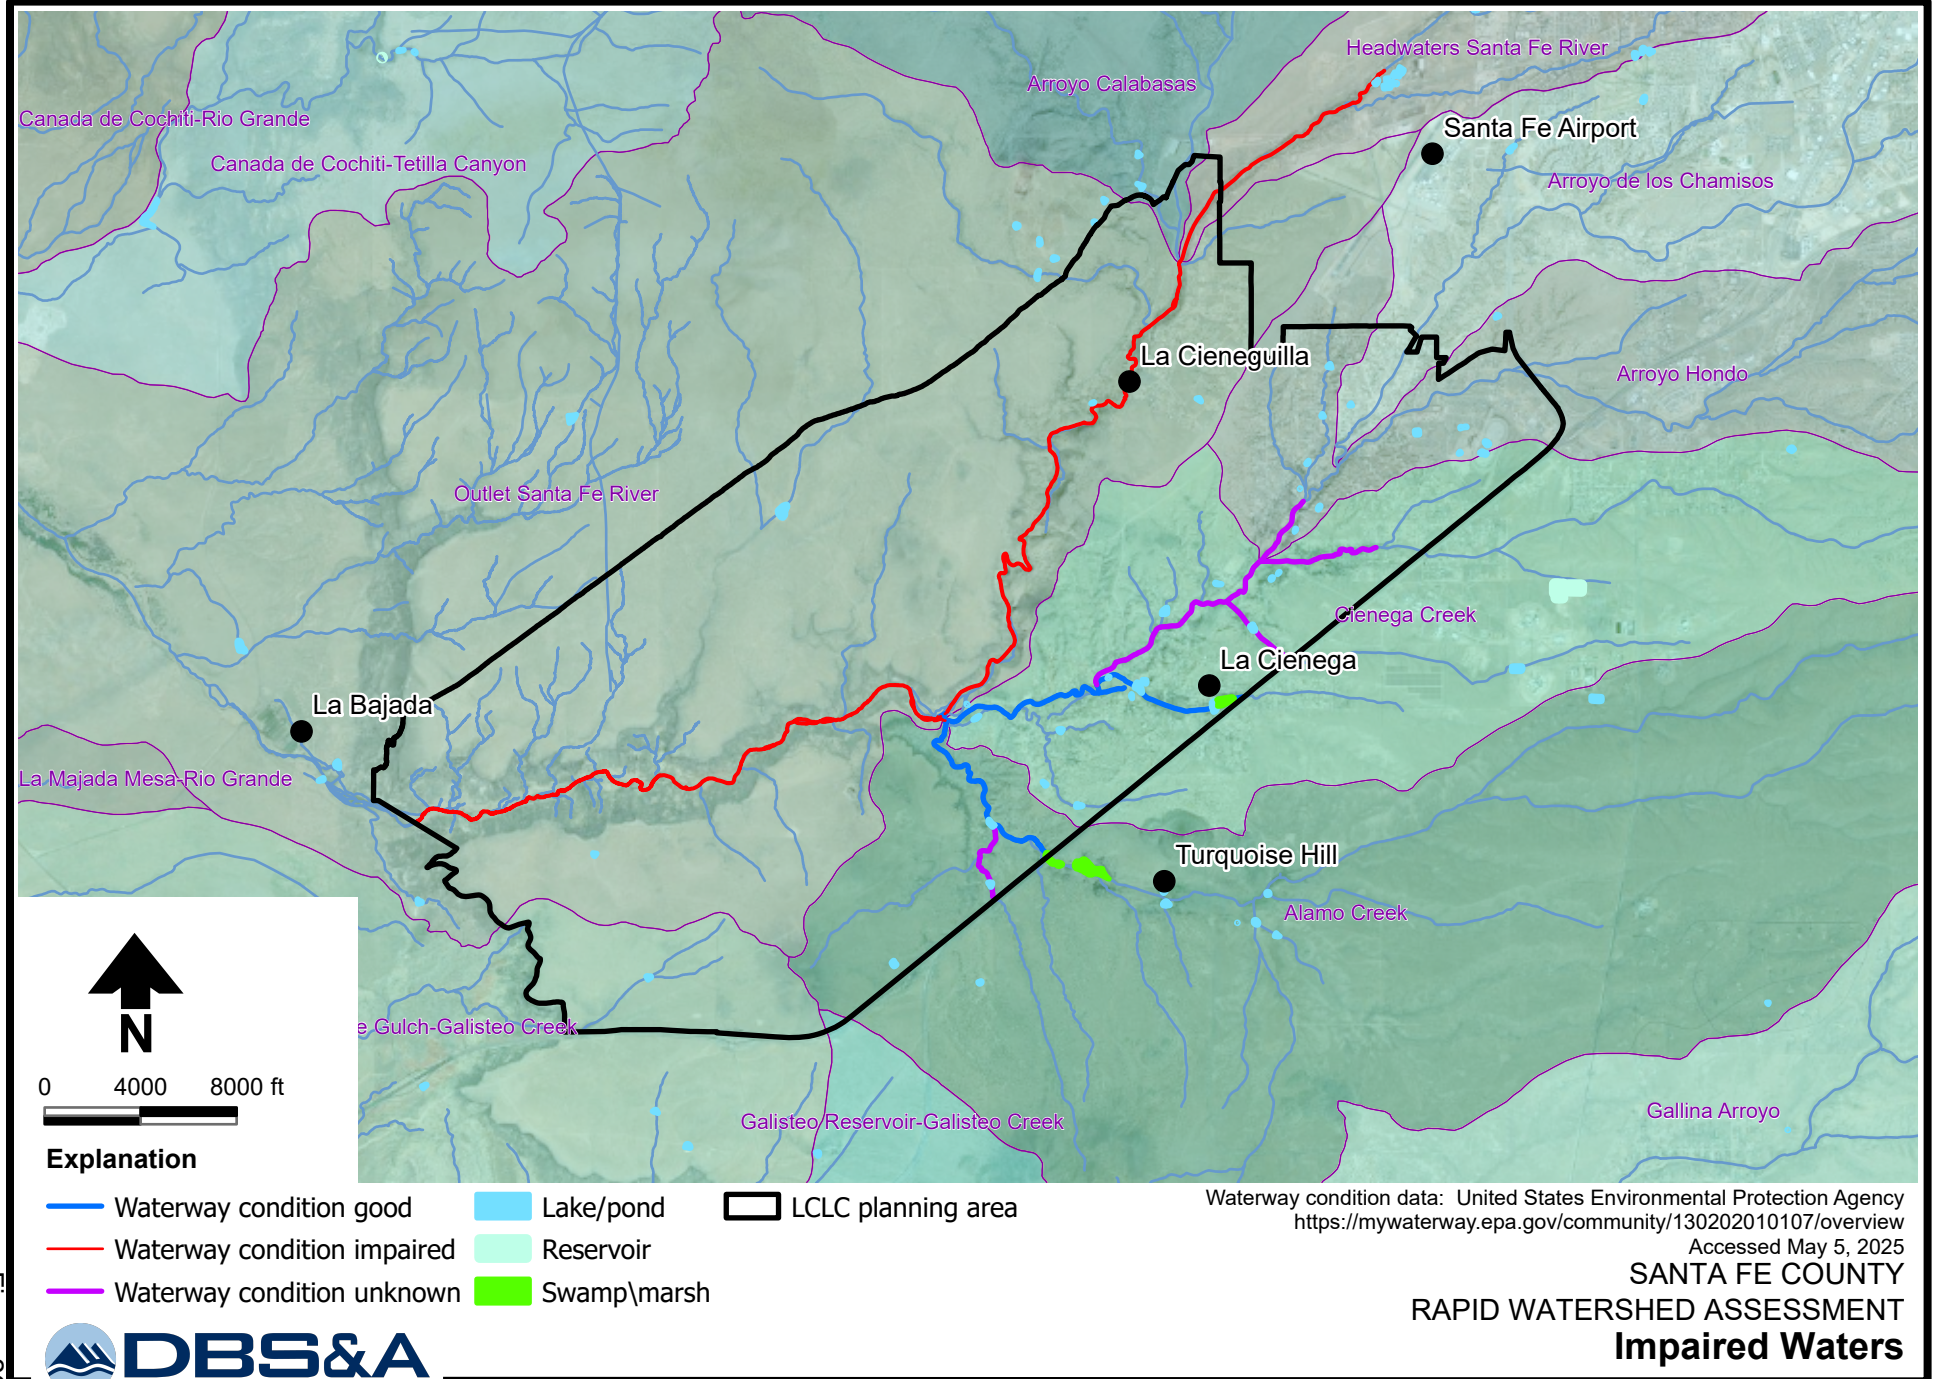 Headwaters Santa Fe River
Arroyo Calabasas
Canada de Cochiti-Rio Grande
Santa Fe Airport
Canada de Cochiti-Tetilla Canyon
Arroyo de los Chamisos
La Cieneguilla
Arroyo Hondo
Outlet Santa Fe River
Cienega Creek
La Cienega
La Bajada
La Majada Mesa-Rio Grande
Turquoise Hill
Alamo Creek
N
e Gulch-Galisteo Creek
0 4000 8000 ft
Galisteo Reservoir-Galisteo Creek
Gallina Arroyo
Explanation
Waterway condition good
Waterway condition impaired
Waterway condition unknown
Lake/pond
Reservoir
Swamp\marsh
LCLC planning area
Waterway condition data: United States Environmental Protection Agency
https://mywaterway.epa.gov/community/130202010107/overview
Accessed May 5, 2025
SANTA FE COUNTY
RAPID WATERSHED ASSESSMENT
Impaired Waters
DBS&A